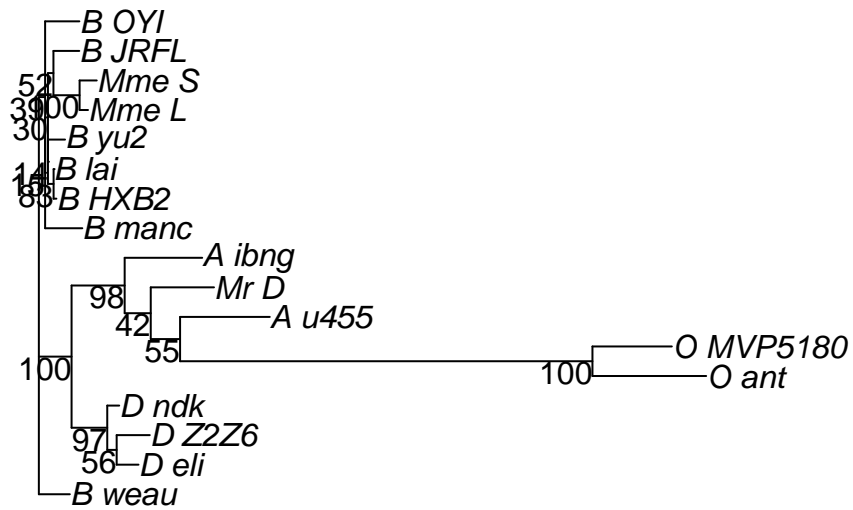 B OYI
B JRFL
52
Mme S
39
100
Mme L
30
B yu2
14
B lai
15
83
B HXB2
B manc
A ibng
98
Mr D
42
A u455
55
O MVP5180
100
100
O ant
D ndk
97
D Z2Z6
56
D eli
B weau